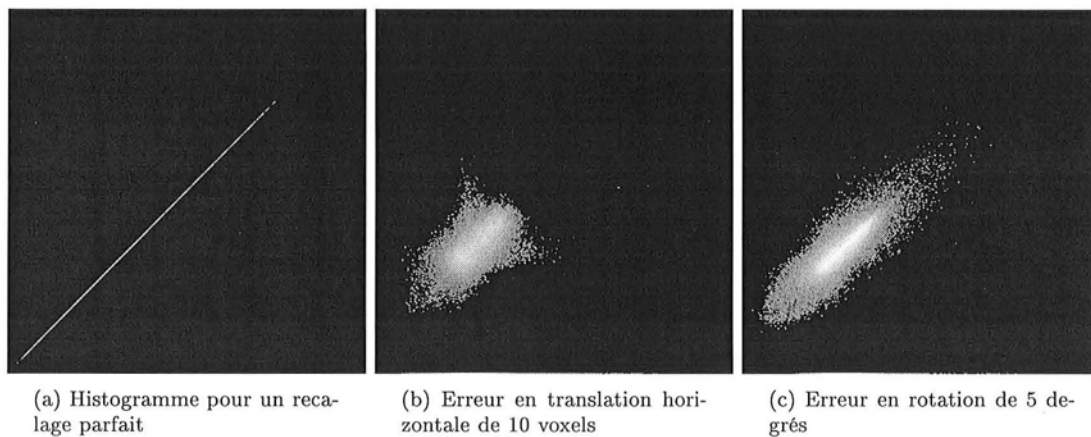 (a) Histogramme pour un reca-
lage parfait
(b) Erreur en translation hori-
zontale de 10 voxels
(c) Erreur en rotation de 5 de-
grés